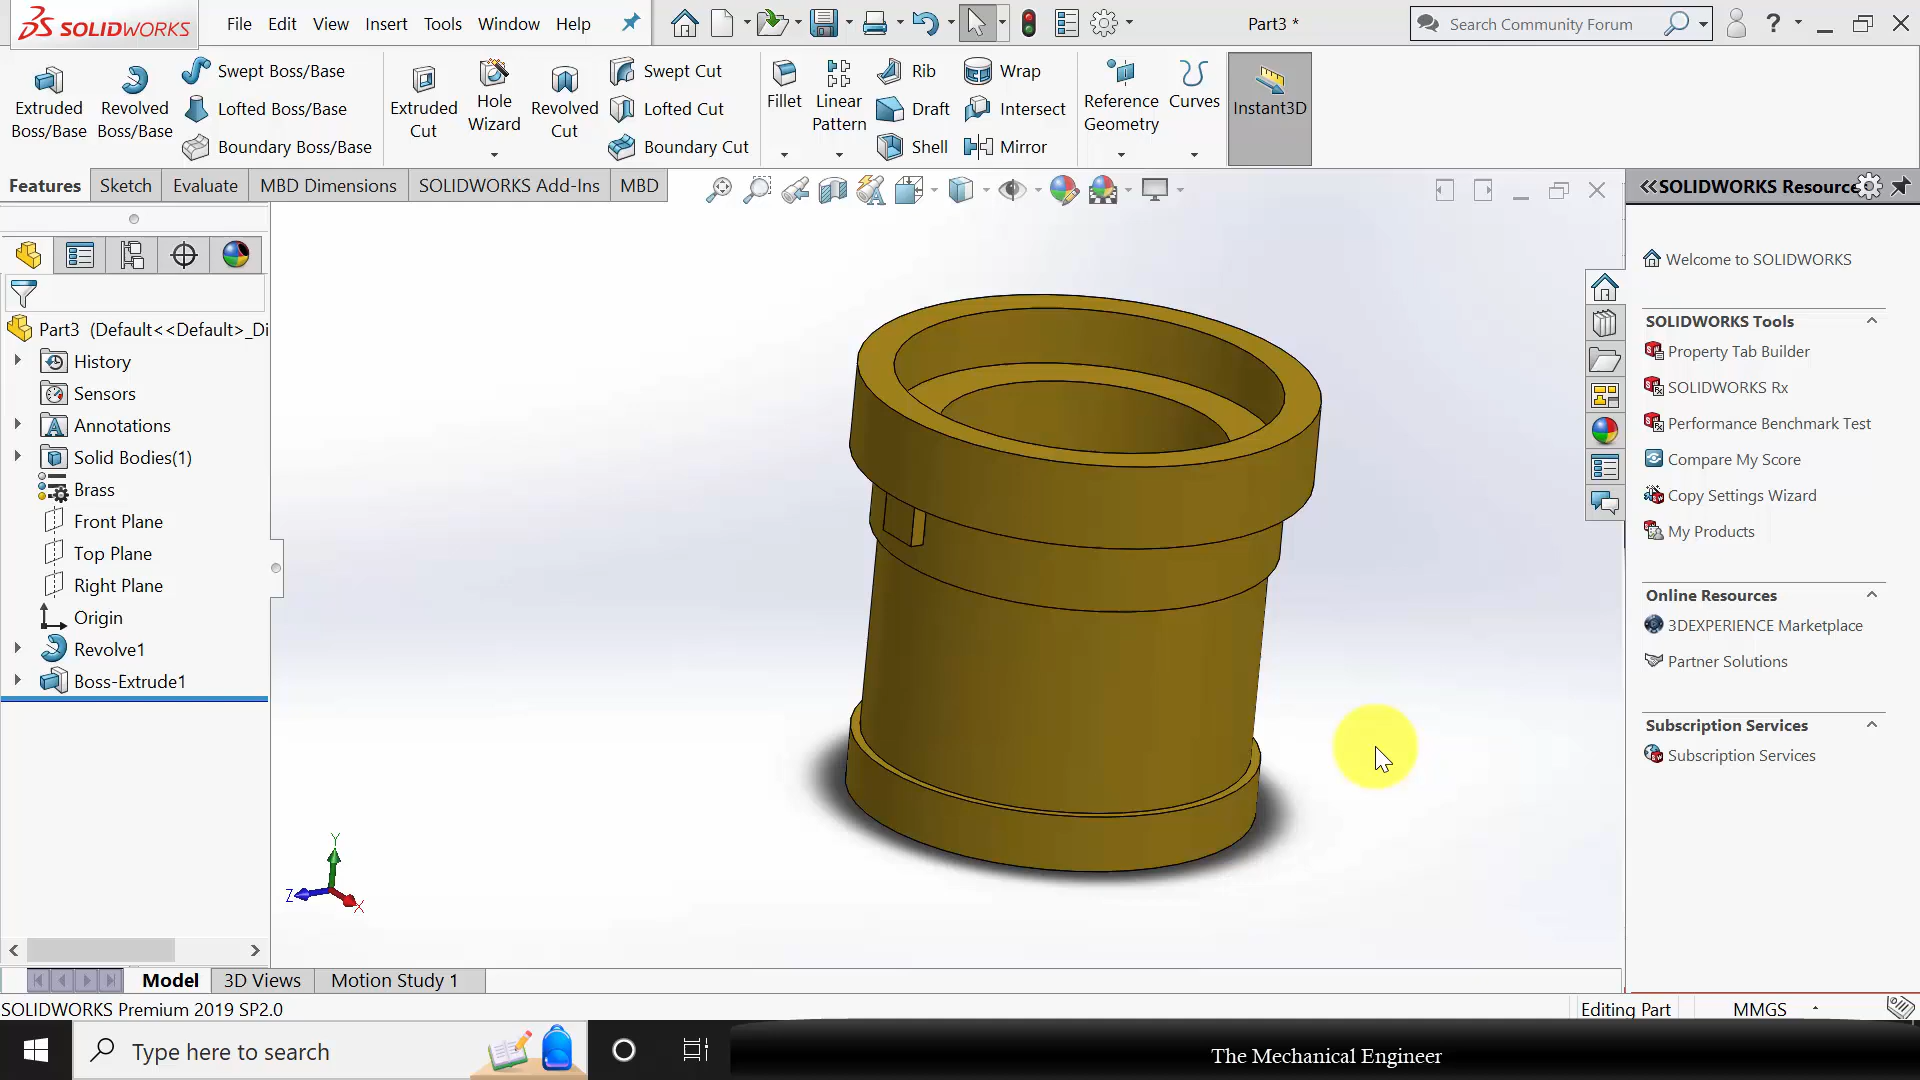 SOLIDWORKS File Edit View Insert Tools Window Help Part3 * Search Community Forum ?
Extruded Boss/Base
Revolved Boss/Base
Swept Boss/Base
Lofted Boss/Base
Boundary Boss/Base
Extruded Cut
Hole Wizard
Revolved Cut
Swept Cut
Lofted Cut
Boundary Cut
Fillet
Linear Pattern
Rib
Draft
Shell
Wrap
Intersect
Mirror
Reference Geometry
Curves
Instant3D
Features Sketch Evaluate MBD Dimensions SOLIDWORKS Add-Ins MBD
SOLIDWORKS Resource
Part3 (Default<<Default>_Di
History
Sensors
Annotations
Solid Bodies(1)
Brass
Front Plane
Top Plane
Right Plane
Origin
Revolve1
Boss-Extrude1
Y
Z
X
Welcome to SOLIDWORKS
SOLIDWORKS Tools
Property Tab Builder
SOLIDWORKS Rx
Performance Benchmark Test
Compare My Score
Copy Settings Wizard
My Products
Online Resources
3DEXPERIENCE Marketplace
Partner Solutions
Subscription Services
Subscription Services
Model 3D Views Motion Study 1
SOLIDWORKS Premium 2019 SP2.0 Editing Part MMGS
Type here to search
The Mechanical Engineer